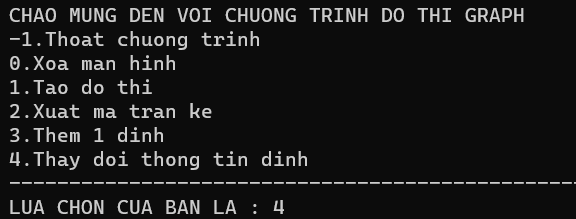 CHAO MUNG DEN VOI CHUONG TRINH DO THI GRAPH
-1.Thoat chuong trinh
0.Xoa man hinh
1.Tao do thi
2.Xuat ma tran ke
3.Them 1 dinh
4.Thay doi thong tin dinh
------------------------------------------------
LUA CHON CUA BAN LA : 4